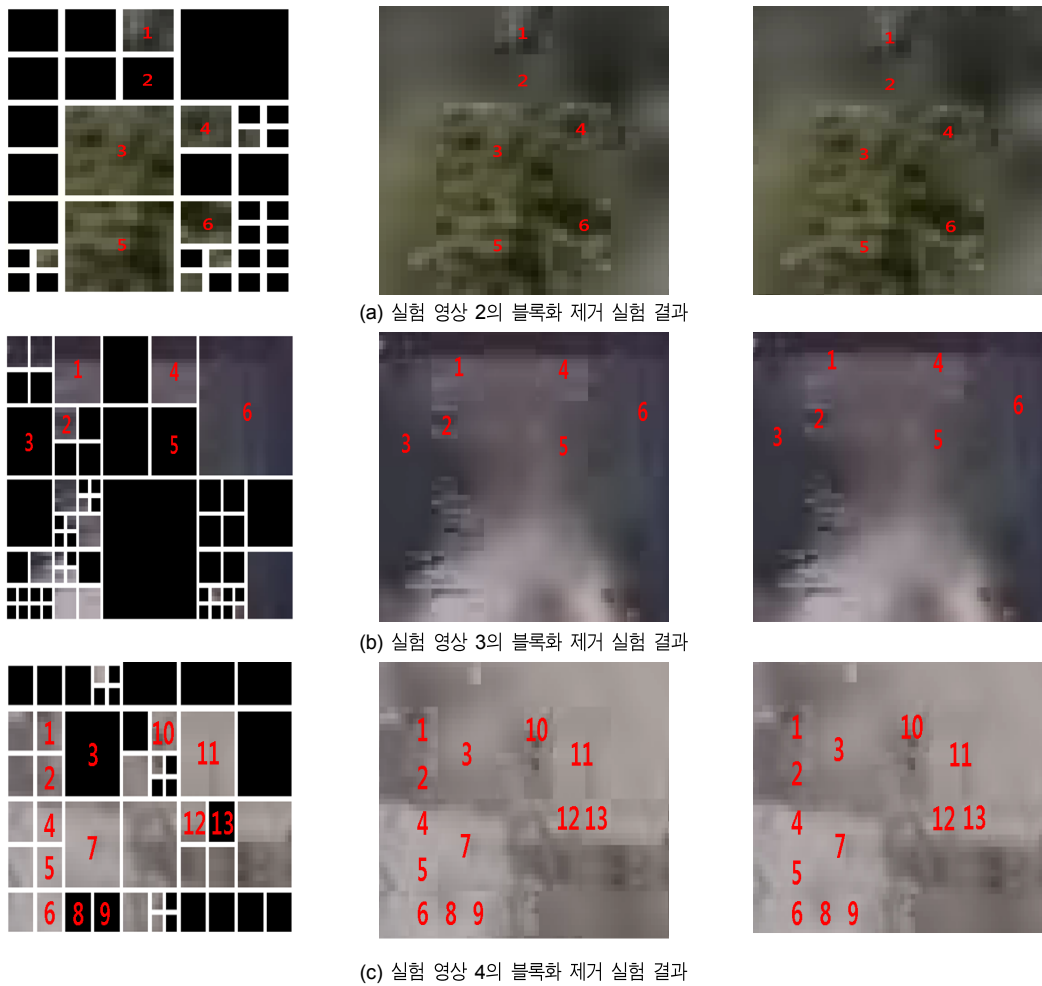 1 1 1
2 2 2
3 4 3 4 3 4
5 6 5 6 5 6
(a) 실험 영상 2의 블록화 제거 실험 결과
1 4 1 4 1 4
2 6 2 6 2 6
3 5 3 5 3 5
(b) 실험 영상 3의 블록화 제거 실험 결과
1 10 1 10 1 10
3 11 3 11 3 11
2 2 2
4 12 13 4 12 13 4 12 13
7 7 7
5 5 5
6 8 9 6 8 9 6 8 9
(c) 실험 영상 4의 블록화 제거 실험 결과